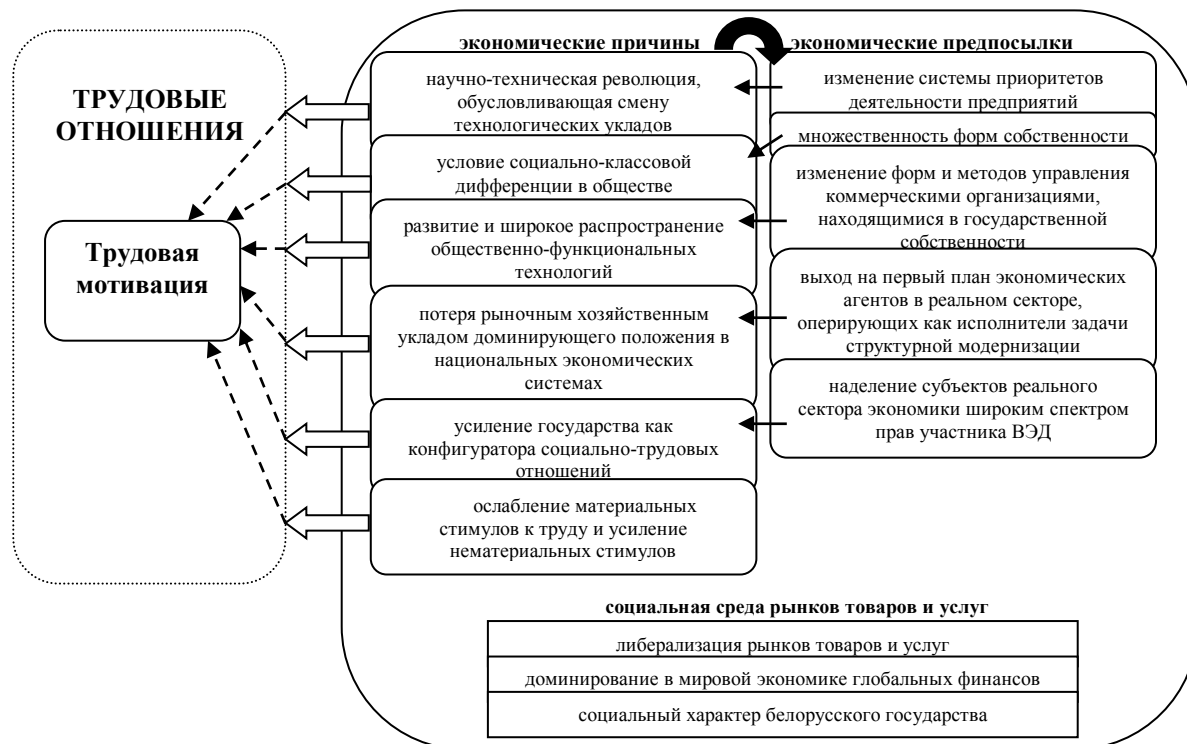 ТРУДОВЫЕ
ОТНОШЕНИЯ
Трудовая
мотивация
экономические причины
научно-техническая революция,
обусловливающая смену
технологических укладов
условие социально-классовой
дифференции в обществе
развитие и широкое распространение
общественно-функциональных
технологий
потеря рыночным хозяйственным
укладом доминирующего положения в
национальных экономических
системах
усиление государства как
конфигуратора социально-трудовых
отношений
ослабление материальных
стимулов к труду и усиление
нематериальных стимулов
экономические предпосылки
изменение системы приоритетов
деятельности предприятий
множественность форм собственности
изменение форм и методов управления
коммерческими организациями,
находящимися в государственной
собственности
выход на первый план экономических
агентов в реальном секторе,
оперирующих как исполнители задачи
структурной модернизации
наделение субъектов реального
сектора экономики широким спектром
прав участника ВЭД
социальная среда рынков товаров и услуг
либерализация рынков товаров и услуг
доминирование в мировой экономике глобальных финансов
социальный характер белорусского государства